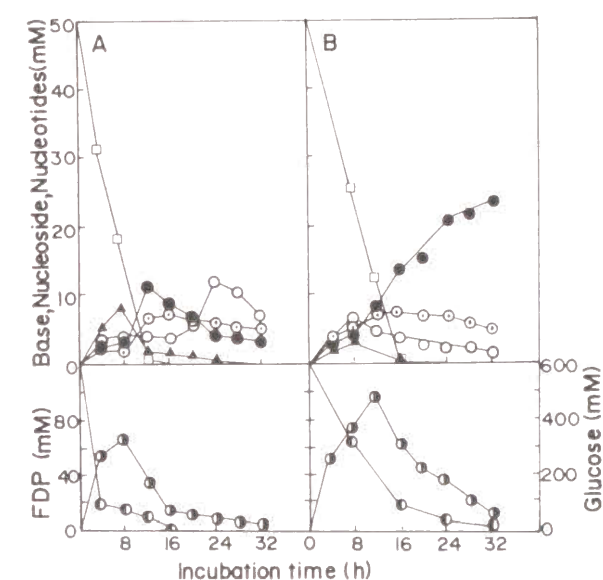 A
B
Base,Nucleoside,Nudeotides(mM)
50
40
30
20
10
0
600
FDP (mM)
80
40
0
400
200
0
Glucose (mM)
8 16 24 32 0 8 16 24 32
Incubation time (h)